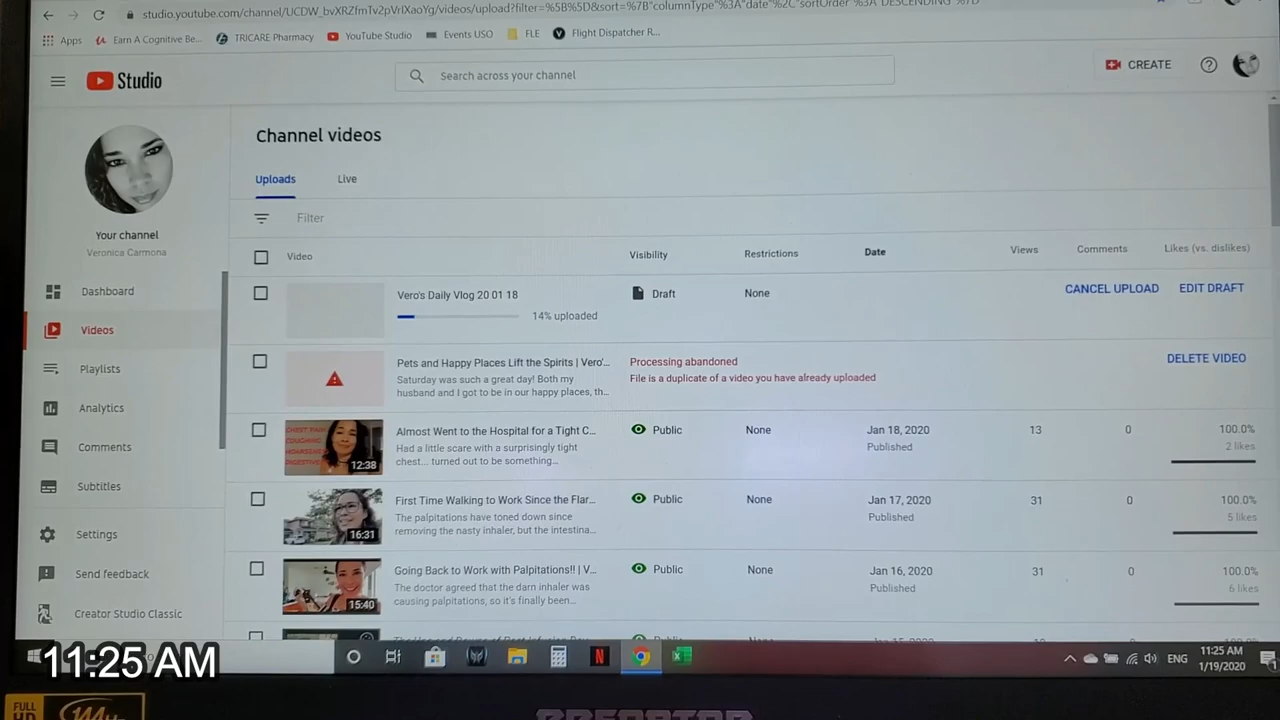 studio.youtube.com/channel/UCDW_bvXRZfmTv2pVrlXaoYg/videos/upload?filter=%5B%5D&sort=%7B"columnType"%3A"date"%2C"sortOrder"%3A"DESCENDING"%7D
Apps Earn A Cognitive Be... TRICARE Pharmacy YouTube Studio Events USO FLE Flight Dispatcher R...
Studio
Search across your channel
CREATE
Channel videos
Uploads Live
Filter
Your channel
Veronica Carmona
Dashboard
Videos
Playlists
Analytics
Comments
Subtitles
Settings
Send feedback
Creator Studio Classic
Video Visibility Restrictions Date Views Comments Likes (vs. dislikes)
Vero's Daily Vlog 20 01 18 Draft None CANCEL UPLOAD EDIT DRAFT
14% uploaded
Pets and Happy Places Lift the Spirits | Vero'... Processing abandoned DELETE VIDEO
Saturday was such a great day! Both my File is a duplicate of a video you have already uploaded
husband and I got to be in our happy places, th...
Almost Went to the Hospital for a Tight C... Public None Jan 18, 2020 13 0 100.0%
Had a little scare with a surprisingly tight Published 2 likes
chest... turned out to be something...
CHEST PAIN
COUGHING
HOARSENESS
DIGESTIVE
12:38
First Time Walking to Work Since the Flar... Public None Jan 17, 2020 31 0 100.0%
The palpitations have toned down since Published 5 likes
removing the nasty inhaler, but the intestina...
16:31
Going Back to Work with Palpitations!! | V... Public None Jan 16, 2020 31 0 100.0%
The doctor agreed that the darn inhaler was Published 6 likes
causing palpitations, so it's finally been...
15:40
11:25 AM
ENG
11:25 AM
1/19/2020
FULL
HD
PREDATOR